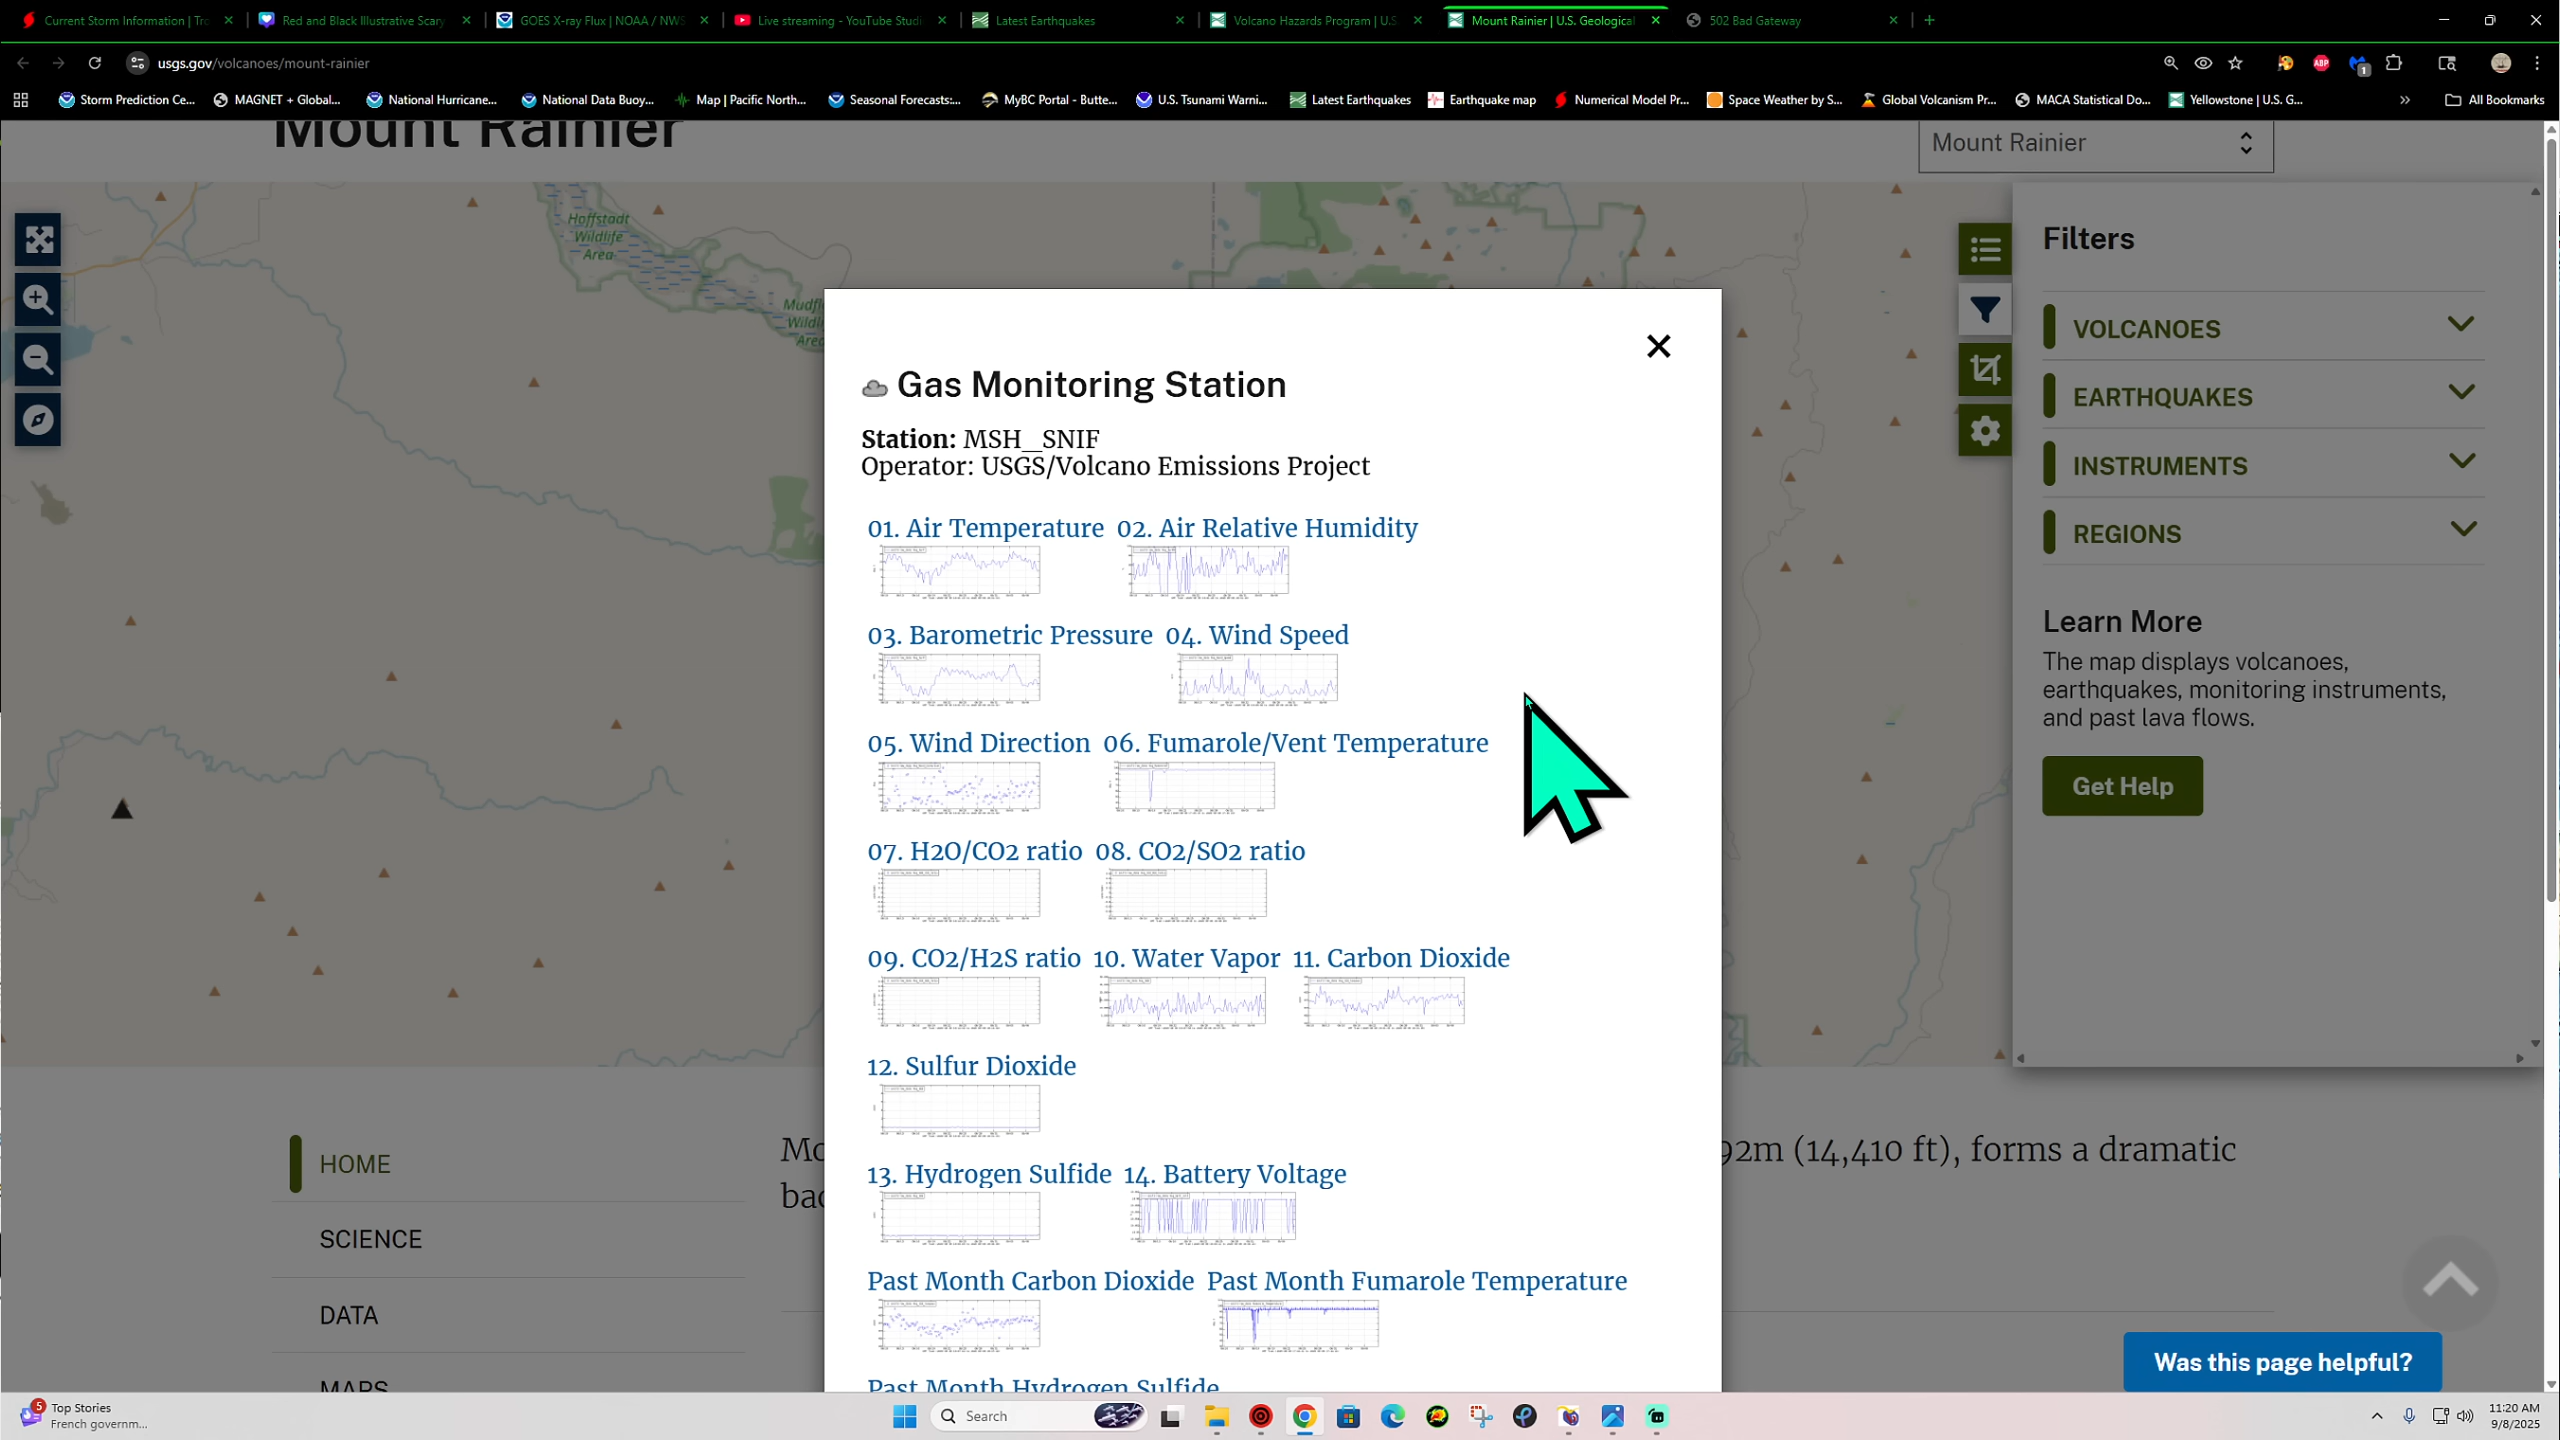 Current Storm Information | Tro
Red and Black Illustrative Scary
GOES X-ray Flux | NOAA / NWS
Live streaming - YouTube Studi
Latest Earthquakes
Volcano Hazards Program | U.S
Mount Rainier | U.S. Geological
502 Bad Gateway
usgs.gov/volcanoes/mount-rainier
ABP
1
Storm Prediction Ce...
MAGNET + Global...
National Hurricane...
National Data Buoy...
Map | Pacific North...
Seasonal Forecasts:...
MyBC Portal - Butte...
U.S. Tsunami Warni...
Latest Earthquakes
Earthquake map
Numerical Model Pr...
Space Weather by S...
Global Volcanism Pr...
MACA Statistical Do...
Yellowstone | U.S. G...
All Bookmarks
Mount Rainier
Mount Rainier
Hoffstadt
Wildlife
Area
Mudfl
Wildli
Area
Filters
VOLCANOES
EARTHQUAKES
INSTRUMENTS
REGIONS
Learn More
The map displays volcanoes,
earthquakes, monitoring instruments,
and past lava flows.
Get Help
Gas Monitoring Station
Station: MSH_SNIF
Operator: USGS/Volcano Emissions Project
01. Air Temperature 02. Air Relative Humidity
03. Barometric Pressure 04. Wind Speed
05. Wind Direction 06. Fumarole/Vent Temperature
07. H2O/CO2 ratio 08. CO2/SO2 ratio
09. CO2/H2S ratio 10. Water Vapor 11. Carbon Dioxide
12. Sulfur Dioxide
13. Hydrogen Sulfide 14. Battery Voltage
Past Month Carbon Dioxide Past Month Fumarole Temperature
Past Month Hydrogen Sulfide
HOME
SCIENCE
DATA
MAPS
Mo
92m (14,410 ft), forms a dramatic
bac
Was this page helpful?
5
Top Stories
French governm...
Search
11:20 AM
9/8/2025